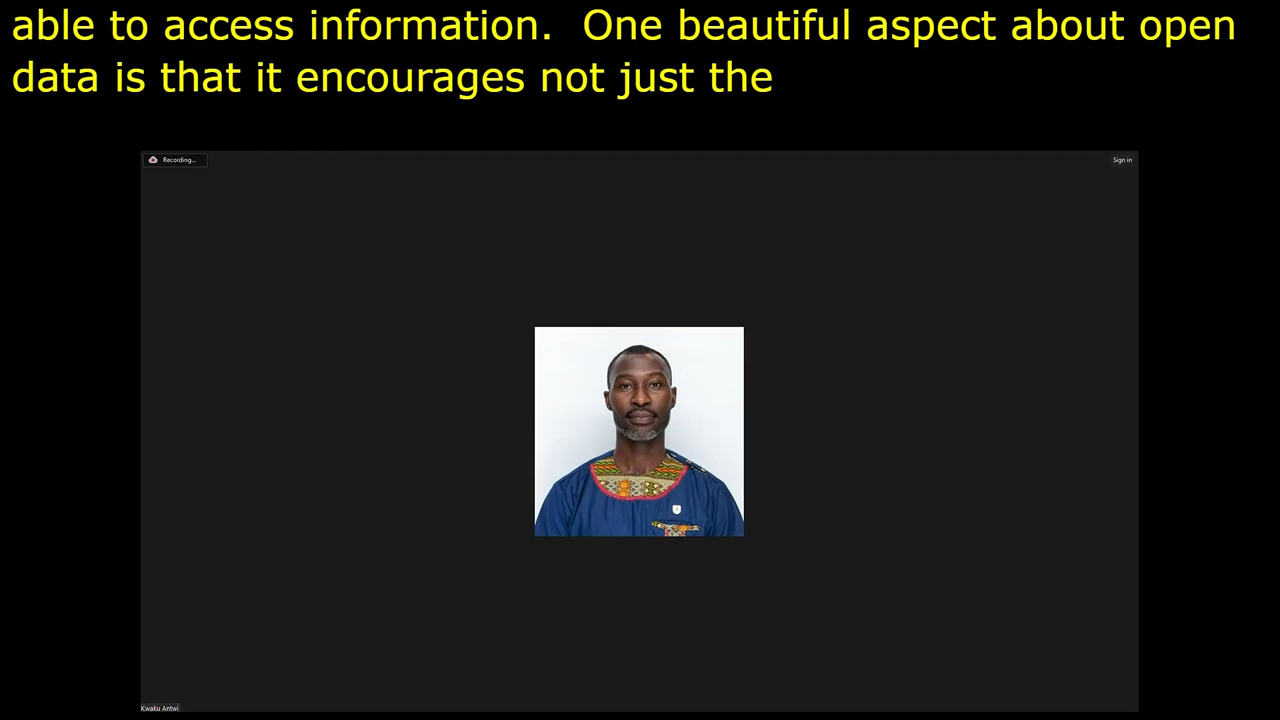 able to access information.  One beautiful aspect about open
data is that it encourages not just the
Recording...
Sign in
Kwaku Antwi